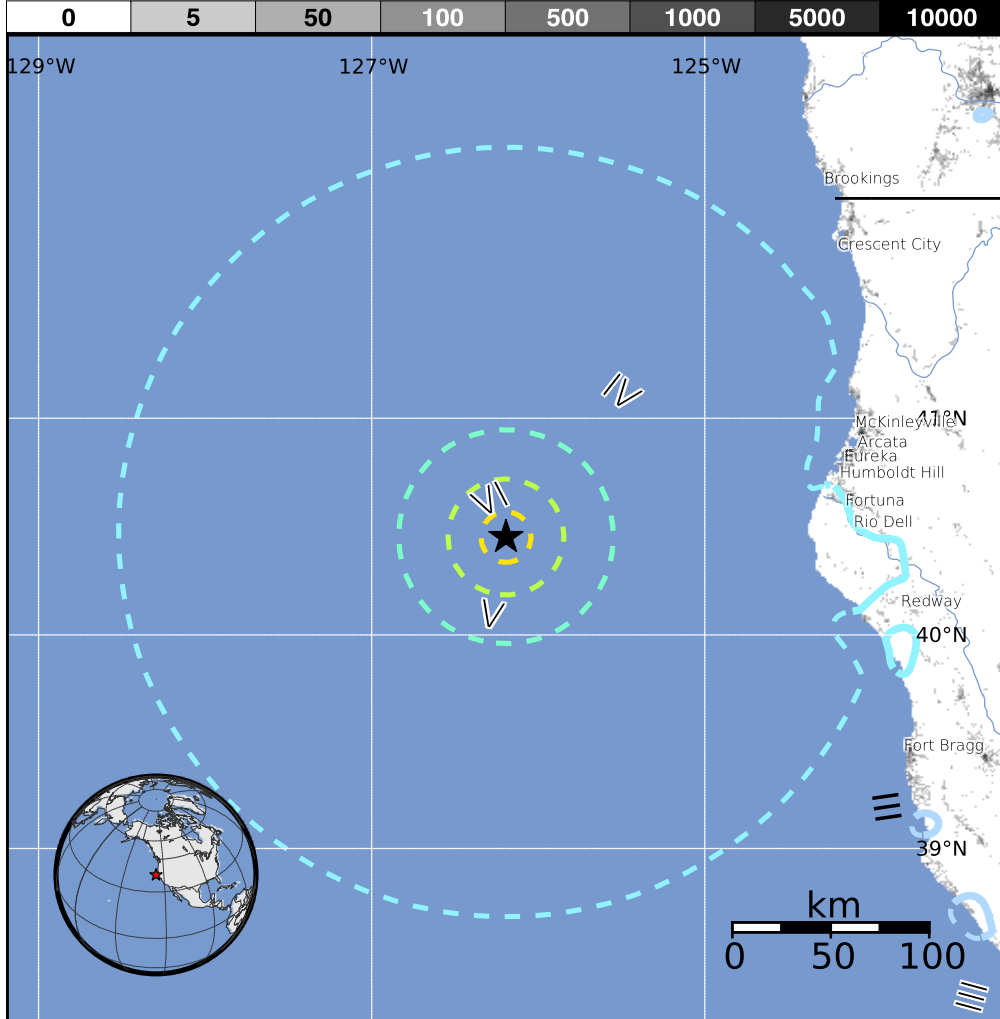 0 5 50 100 500 1000 5000 10000
129°W 127°W 125°W
Brookings
Crescent City
IV
41°N
McKinleyville
Arcata
Eureka
Humboldt Hill
VI
Fortuna
Rio Dell
V
Redway
40°N
Fort Bragg
III
39°N
km
0 50 100
III